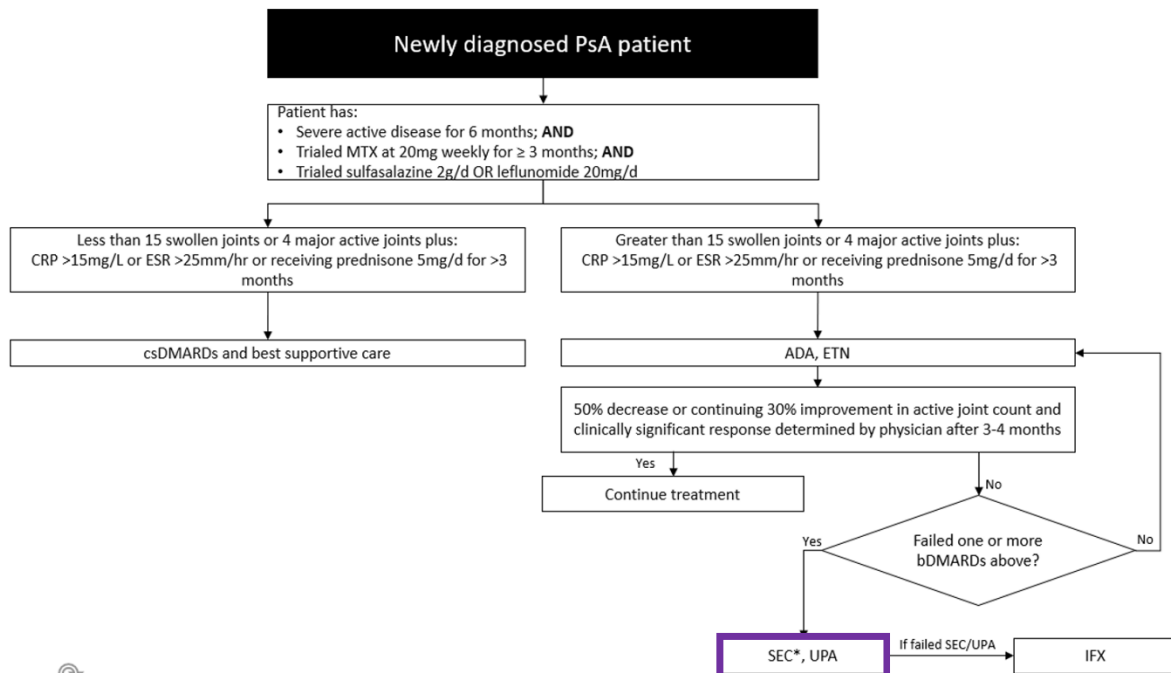 Newly diagnosed PsA patient
Patient has:
• Severe active disease for 6 months; AND
• Trialed MTX at 20mg weekly for ≥ 3 months; AND
• Trialed sulfasalazine 2g/d OR leflunomide 20mg/d
Less than 15 swollen joints or 4 major active joints plus:
CRP >15mg/L or ESR >25mm/hr or receiving prednisone 5mg/d for >3
months
Greater than 15 swollen joints or 4 major active joints plus:
CRP >15mg/L or ESR >25mm/hr or receiving prednisone 5mg/d for >3
months
csDMARDs and best supportive care
ADA, ETN
50% decrease or continuing 30% improvement in active joint count and
clinically significant response determined by physician after 3-4 months
Yes
No
Continue treatment
Yes
Failed one or more
bDMARDs above?
No
SEC*, UPA
If failed SEC/UPA
IFX